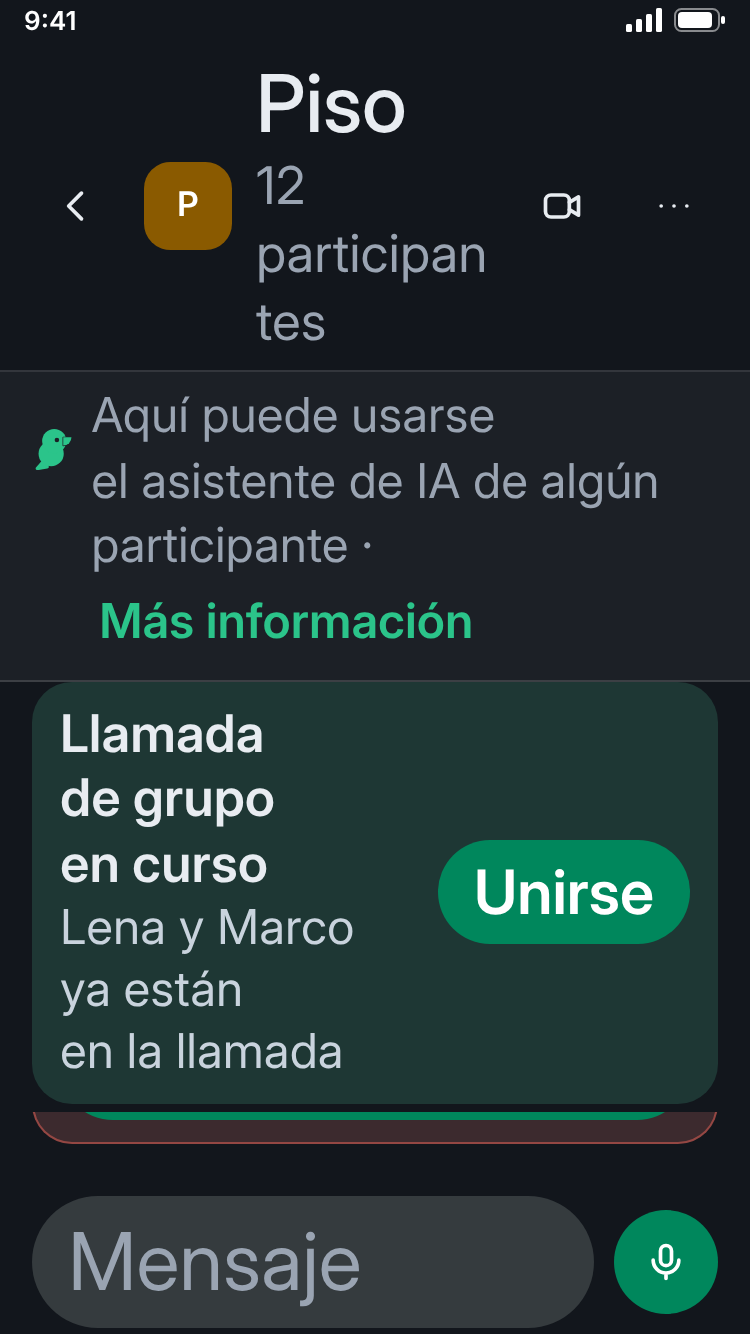 9:41
Piso
P
12
participan
tes
Aquí puede usarse
el asistente de IA de algún
participante ·
Más información
Llamada
de grupo
en curso
Lena y Marco
ya están
en la llamada
Unirse
Mensaje